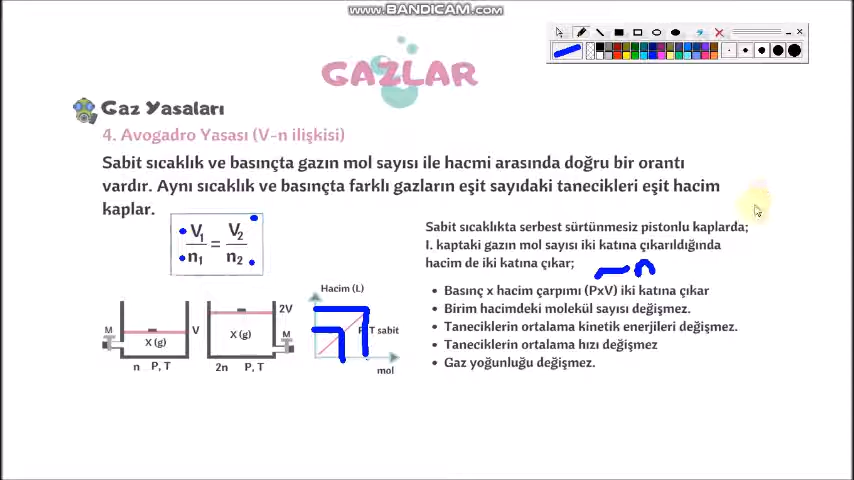 www.BANDICAM.com
GAZLAR
Gaz Yasaları
4. Avogadro Yasası (V-n ilişkisi)
Sabit sıcaklık ve basınçta gazın mol sayısı ile hacmi arasında doğru bir orantı
vardır. Aynı sıcaklık ve basınçta farklı gazların eşit sayıdaki tanecikleri eşit hacim
kaplar.
V1 = V2
n1 n2
Sabit sıcaklıkta serbest sürtünmesiz pistonlu kaplarda;
I. kaptaki gazın mol sayısı iki katına çıkarıldığında
hacim de iki katına çıkar;
n
• Basınç x hacim çarpımı (PxV) iki katına çıkar
• Birim hacimdeki molekül sayısı değişmez.
• Taneciklerin ortalama kinetik enerjileri değişmez.
• Taneciklerin ortalama hızı değişmez
• Gaz yoğunluğu değişmez.
M
X (g)
V
n P, T
2V
X (g)
M
2n P, T
Hacim (L)
P T sabit
mol